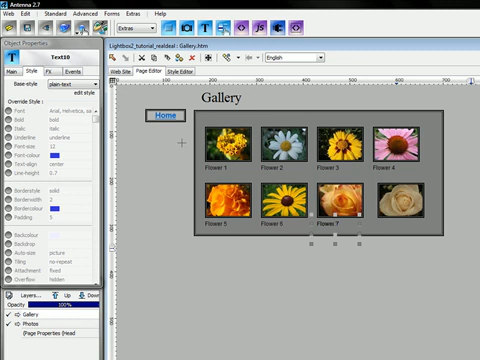 Antenna 2.7
Web Edit Standard Advanced Forms Extras Help
Extras
Object Properties
Text10
Main Style FX Events
Base-style plain-text
edit style
Override Style :
Font Arial, Helvetica, sa
Bold bold
Italic italic
Underline underline
Font-size 12
Font-colour
Text-align center
Line-height 0.7
Borderstyle solid
Borderwidth 2
Bordercolour
Padding 5
Backcolour
Backdrop
Auto-size picture
Tiling no-repeat
Attachment fixed
Overflow hidden
Layers... Up Down
Opacity 100%
Gallery
Photos
(Page Properties (Head
Lightbox2_tutorial_realdeal : Gallery.htm
English
Web Site Page Editor Style Editor
Gallery
Home
Flower 1 Flower 2 Flower 3 Flower 4
Flower 5 Flower 6 Flower 7